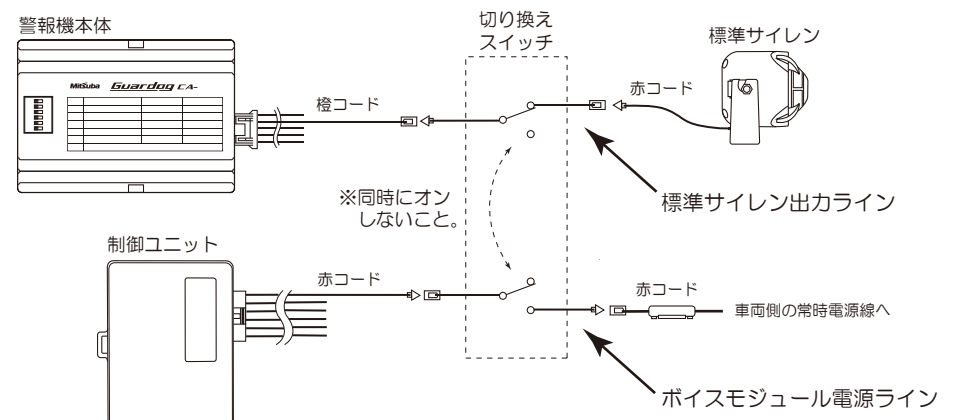 警報機本体
切り換え
スイッチ
標準サイレン
Mitsuba Guardog CA-
橙コード
赤コード
※同時にオン
しないこと。
標準サイレン出力ライン
制御ユニット
赤コード
赤コード
車両側の常時電源線へ
ボイスモジュール電源ライン